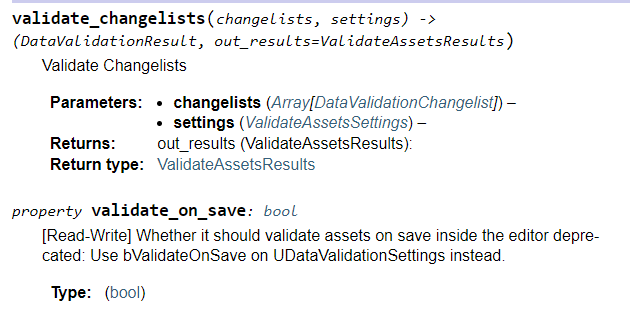 validate_changelists(changelists, settings) ->
(DataValidationResult, out_results=ValidateAssetsResults)
Validate Changelists
Parameters: • changelists (Array[DataValidationChangelist]) –
• settings (ValidateAssetsSettings) –
Returns: out_results (ValidateAssetsResults):
Return type: ValidateAssetsResults
property validate_on_save: bool
[Read-Write] Whether it should validate assets on save inside the editor depre-
cated: Use bValidateOnSave on UDataValidationSettings instead.
Type: (bool)